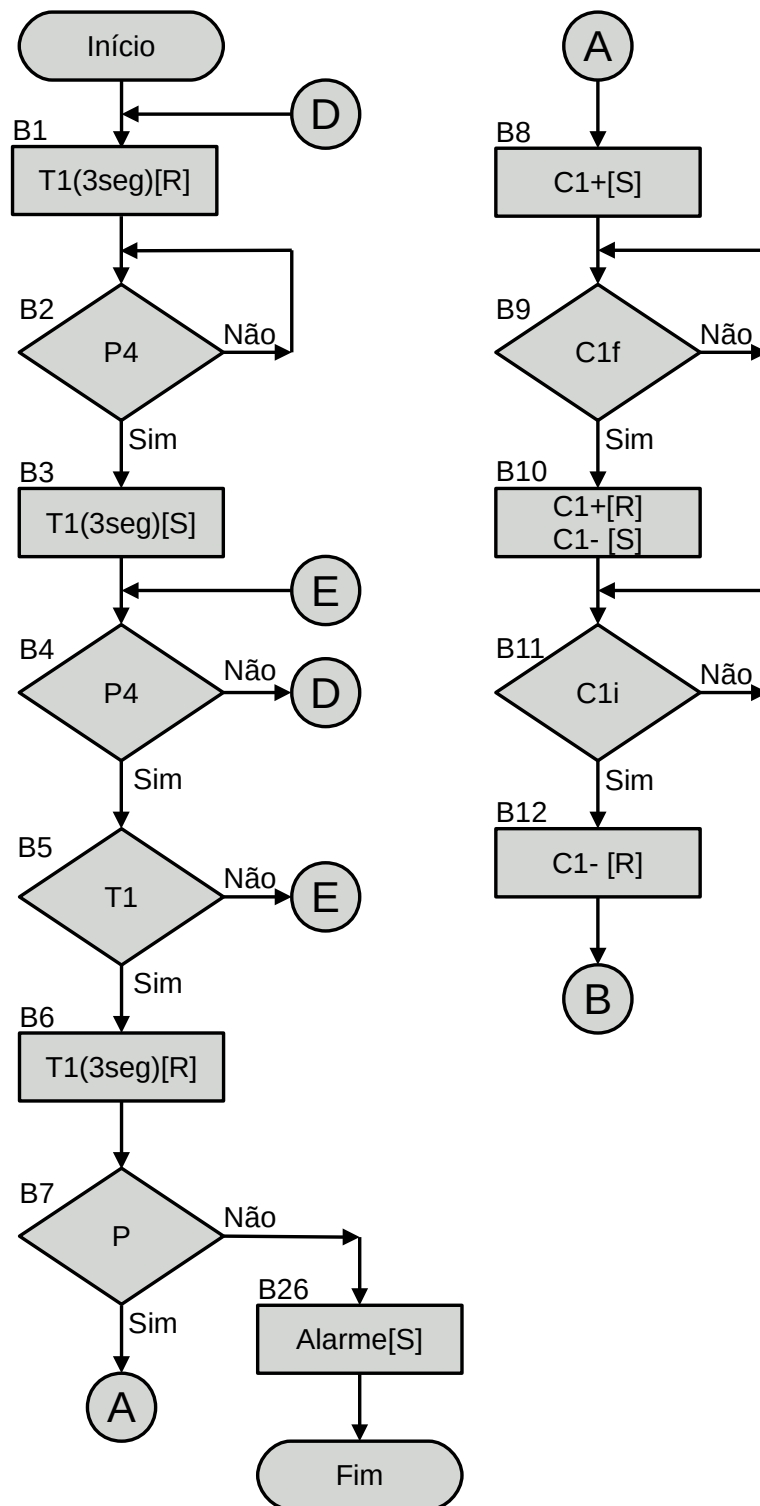 Início
D
B1
T1(3seg)[R]
B2
P4
Não
Sim
B3
T1(3seg)[S]
E
B4
P4
Não
D
Sim
B5
T1
Não
E
Sim
B6
T1(3seg)[R]
B7
P
Não
Sim
A
B26
Alarme[S]
Fim
A
B8
C1+[S]
B9
C1f
Não
Sim
B10
C1+[R]
C1- [S]
B11
C1i
Não
Sim
B12
C1- [R]
B